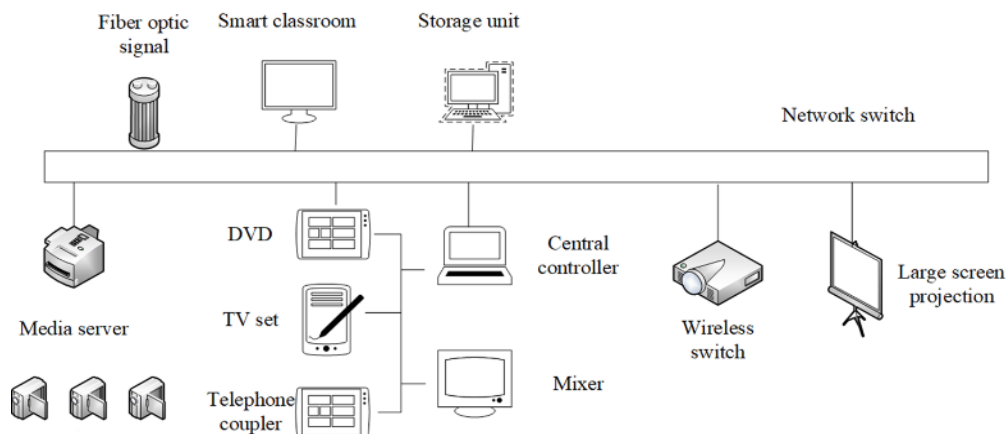 Fiber optic
signal
Smart classroom
Storage unit
Network switch
DVD
Central
controller
Large screen
projection
TV set
Media server
Wireless
switch
Mixer
Telephone
coupler